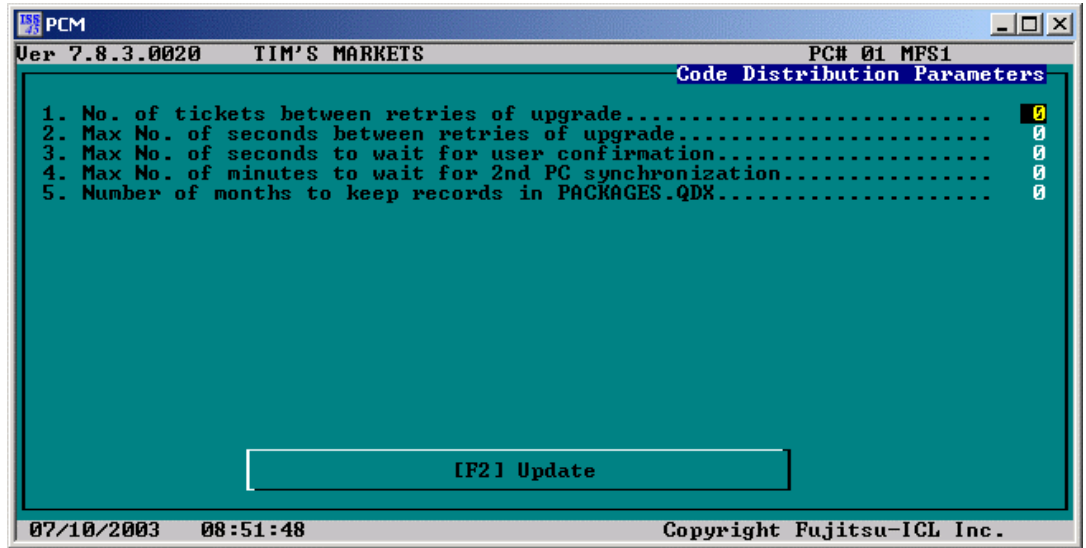 ISS 45 PCM
Ver 7.8.3.0020 TIM'S MARKETS PC# 01 MFS1
Code Distribution Parameters
1. No. of tickets between retries of upgrade............................. 0
2. Max No. of seconds between retries of upgrade....................... 0
3. Max No. of seconds to wait for user confirmation................... 0
4. Max No. of minutes to wait for 2nd PC synchronization............ 0
5. Number of months to keep records in PACKAGES.QDX................... 0
[F2] Update
07/10/2003 08:51:48 Copyright Fujitsu-ICL Inc.